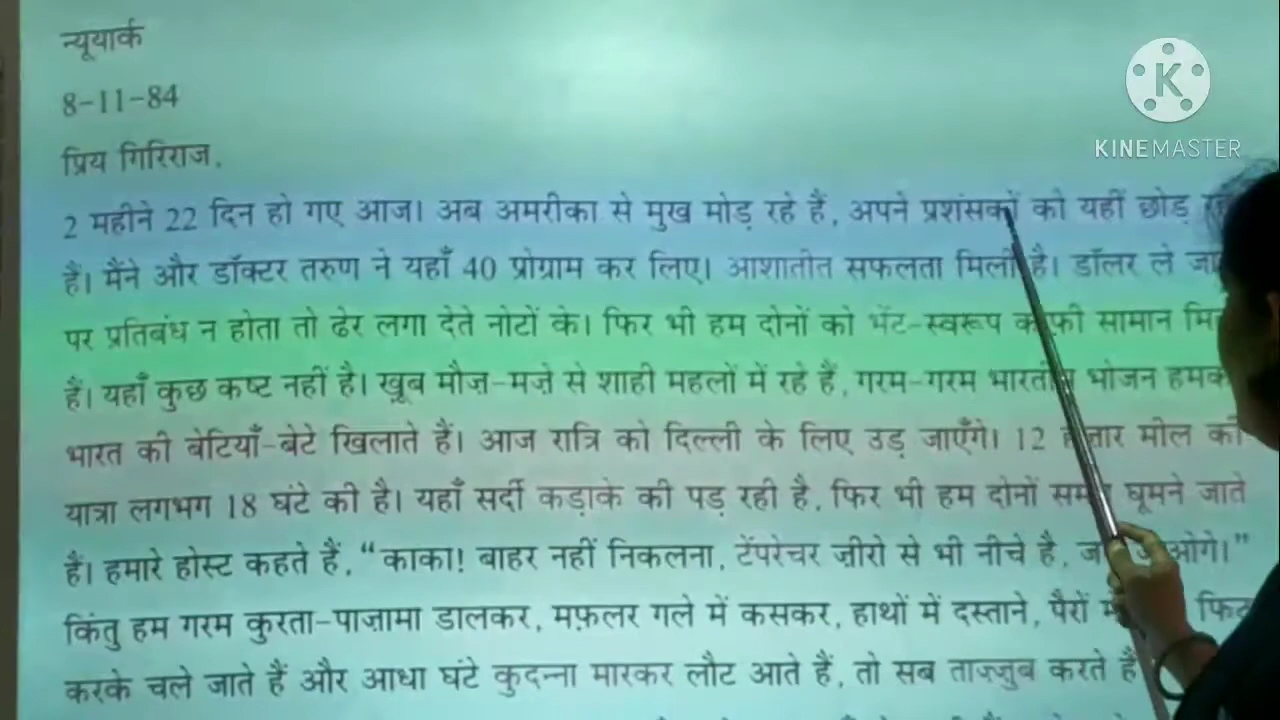 न्यूयार्क
8-11-84
प्रिय गिरिराज,
2 महीने 22 दिन हो गए आज। अब अमरीका से मुख मोड़ रहे हैं, अपने प्रशंसकों को यहीं छोड़
हैं। मैंने और डॉक्टर तरुण ने यहाँ 40 प्रोग्राम कर लिए। आशातीत सफलता मिली है। डॉलर ले
पर प्रतिबंध न होता तो ढेर लगा देते नोटों के। फिर भी हम दोनों को भेंट-स्वरूप काफ़ी सामान
हैं। यहाँ कुछ कष्ट नहीं है। खूब मौज़-मज़े से शाही महलों में रहे हैं, गरम-गरम भारतीय भोजन
भारत की बेटियाँ-बेटे खिलाते हैं। आज रात्रि को दिल्ली के लिए उड़ जाएँगे। 12 हज़ार मील की
यात्रा लगभग 18 घंटे की है। यहाँ सर्दी कड़ाके की पड़ रही है, फिर भी हम दोनों घूमने जाते
हैं। हमारे होस्ट कहते हैं, “काका! बाहर नहीं निकलना, टेंपरेचर ज़ीरो से भी नीचे है,
किंतु हम गरम कुरता-पाज़ामा डालकर, मफ़लर गले में कसकर, हाथों में दस्ताने, पैरों
करके चले जाते हैं और आधा घंटे कुदन्ना मारकर लौट आते हैं, तो सब ताज्जुब करते हैं
KINEMASTER